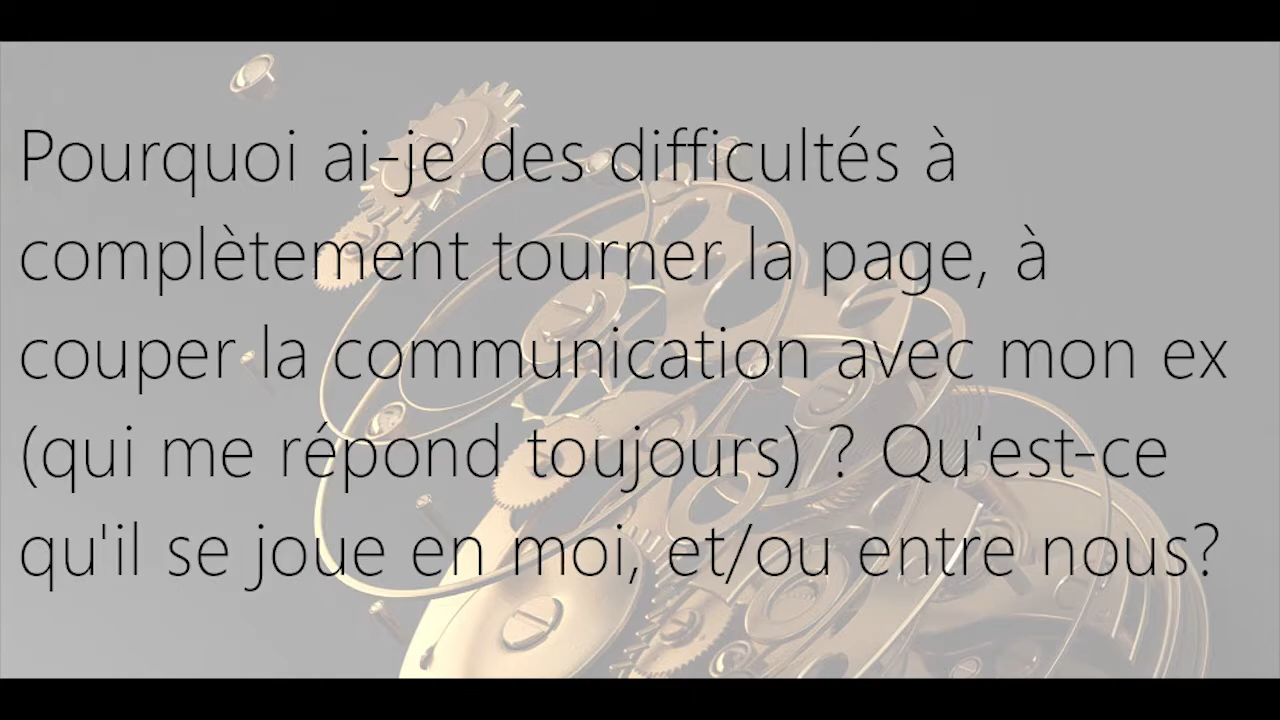 Pourquoi ai-je des difficultés à
complètement tourner la page, à
couper la communication avec mon ex
(qui me répond toujours) ? Qu'est-ce
qu'il se joue en moi, et/ou entre nous?